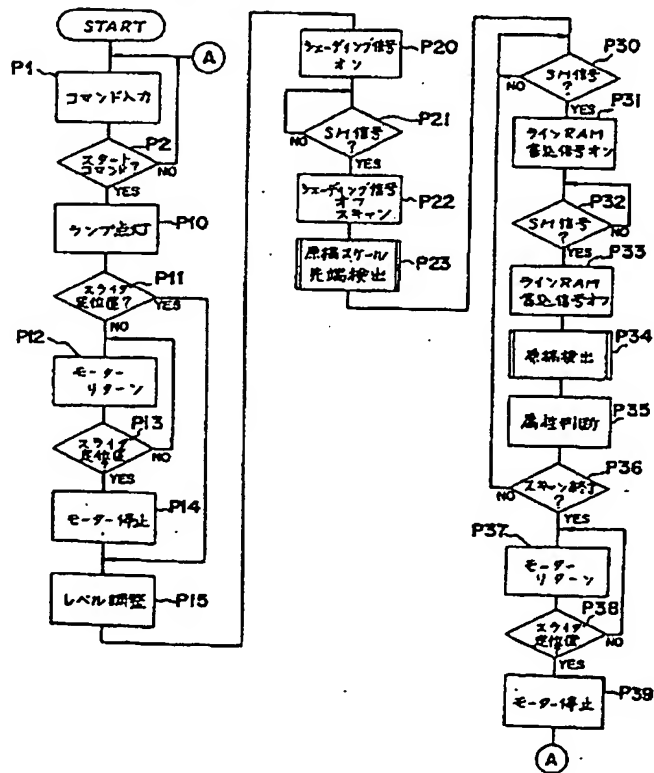 START
A
P1
コマンド入力
P2
スタート
コマンド?
NO
YES
ランプ点灯
P10
P11
スライダ
定位値?
YES
NO
P12
モーター
リターン
P13
スライダ
定位値?
NO
YES
モーター停止
P14
レベル調整
P15
シェーディング信号
オン
P20
P21
SH信号
?
NO
YES
シェーディング信号
オフ
スキャン
P22
原稿スケール
先端検出
P23
P30
SH信号
?
NO
YES
P31
ラインRAM
書込信号オン
P32
SH信号
?
NO
YES
P33
ラインRAM
書込信号オフ
P34
原稿検出
P35
属性判断
P36
スキャン終了
?
NO
YES
P37
モーター
リターン
P38
スライダ
定位値?
NO
YES
モーター停止
P39
A